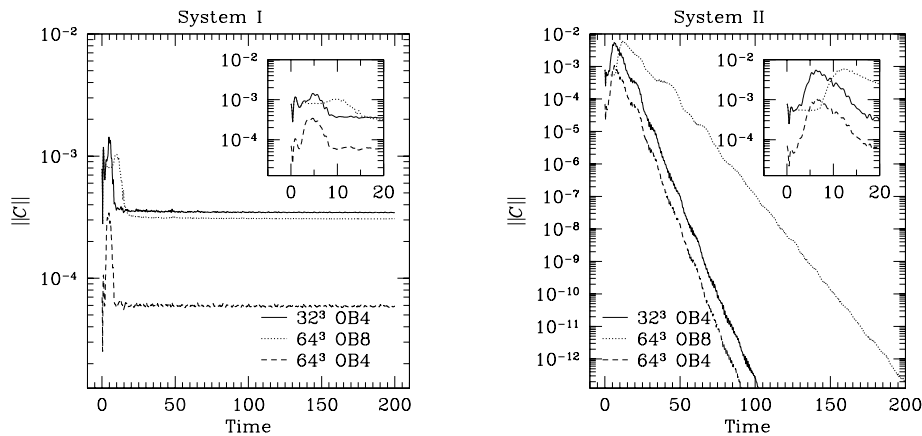 System I
10⁻²
10⁻³
10⁻⁴
||C||
10⁻²
10⁻³
10⁻⁴
0 10 20
32³ OB4
64³ OB8
64³ OB4
0 50 100 150 200
Time
System II
10⁻²
10⁻³
10⁻⁴
10⁻⁵
10⁻⁶
10⁻⁷
10⁻⁸
10⁻⁹
10⁻¹⁰
10⁻¹¹
10⁻¹²
||C||
10⁻²
10⁻³
10⁻⁴
0 10 20
32³ OB4
64³ OB8
64³ OB4
0 50 100 150 200
Time